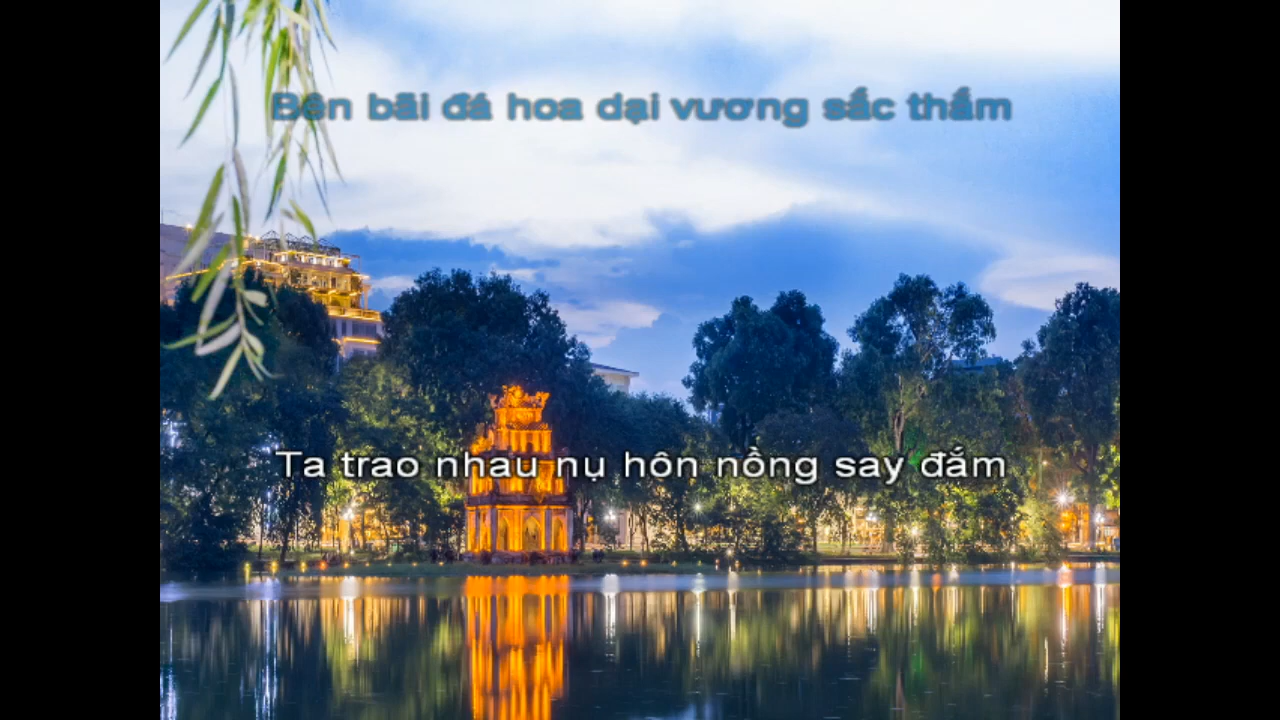 Bên bãi đá hoa dại vương sắc thắm
Ta trao nhau nụ hôn nồng say đắm